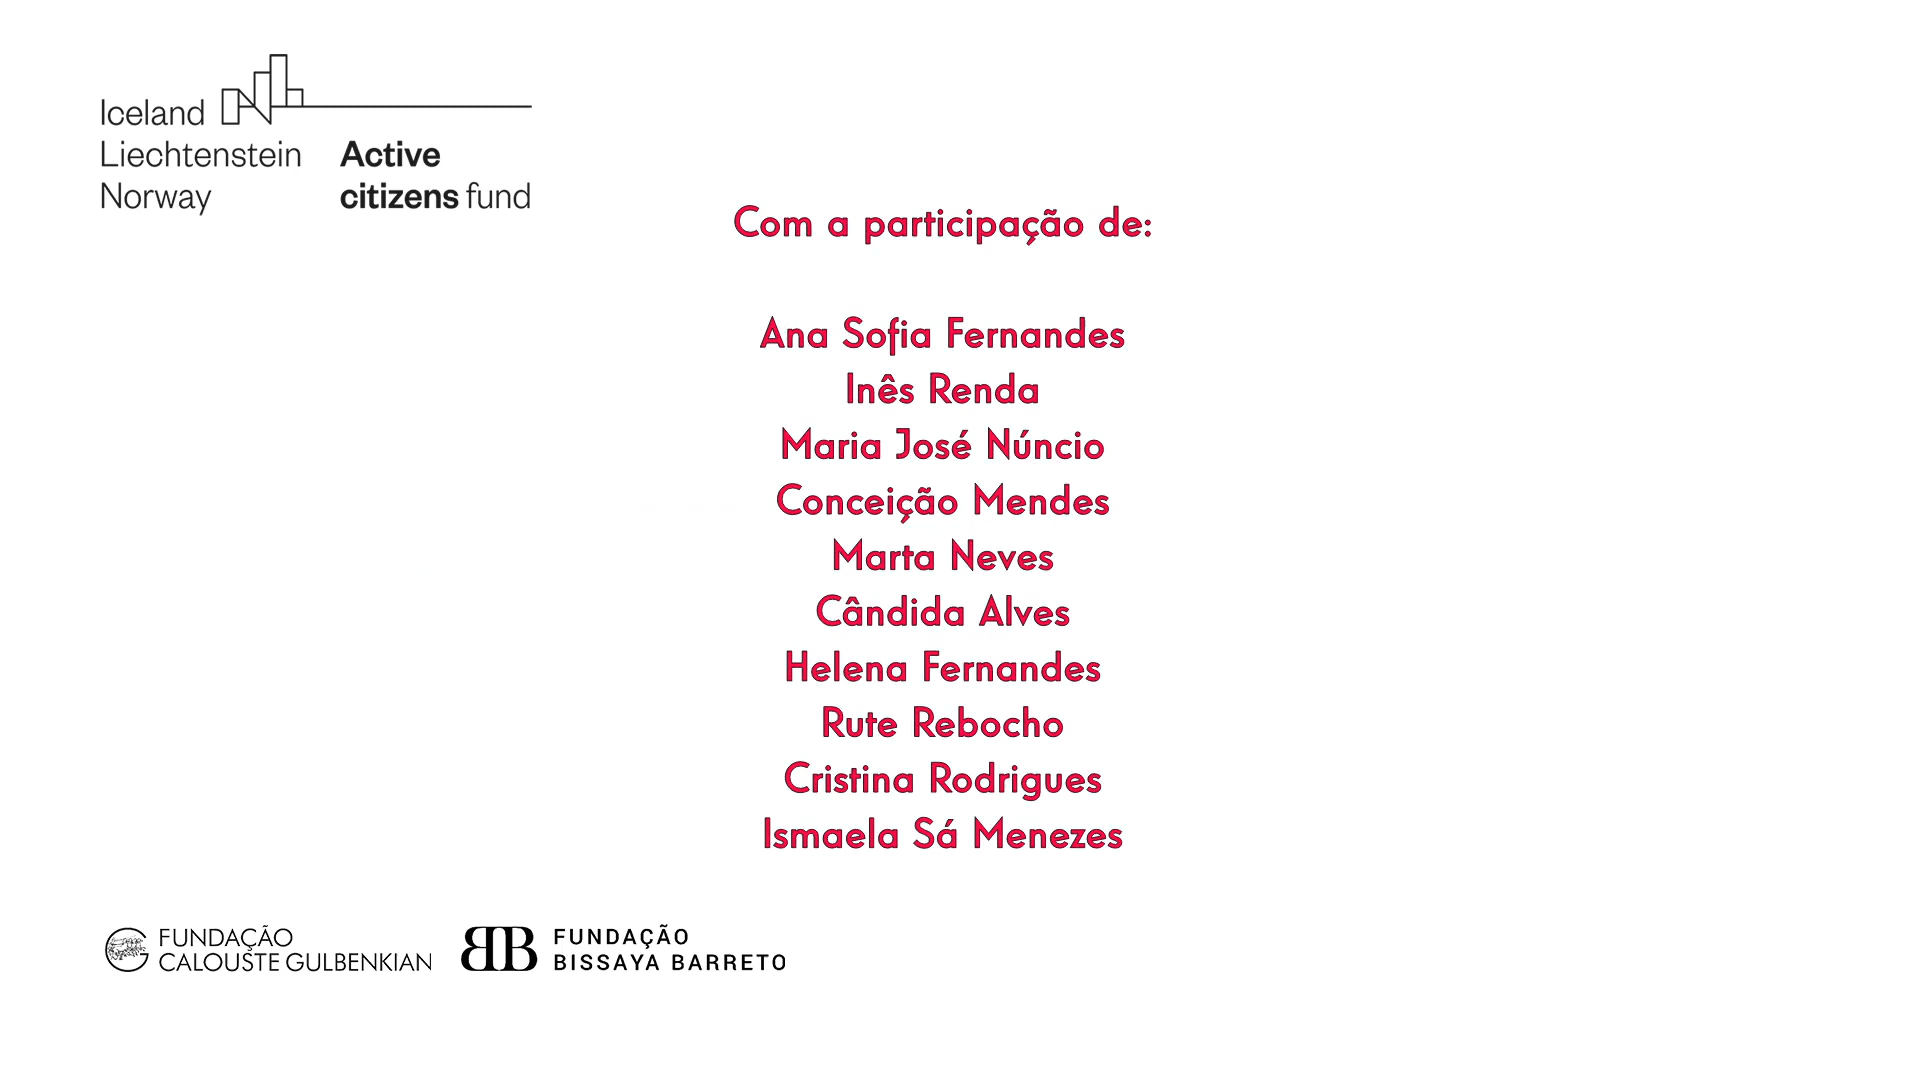 Iceland
Liechtenstein
Norway
Active
citizens fund
Com a participação de:
Ana Sofia Fernandes
Inês Renda
Maria José Núncio
Conceição Mendes
Marta Neves
Cândida Alves
Helena Fernandes
Rute Rebocho
Cristina Rodrigues
Ismaela Sá Menezes
FUNDAÇÃO
CALOUSTE GULBENKIAN
BB
FUNDAÇÃO
BISSAYA BARRETO